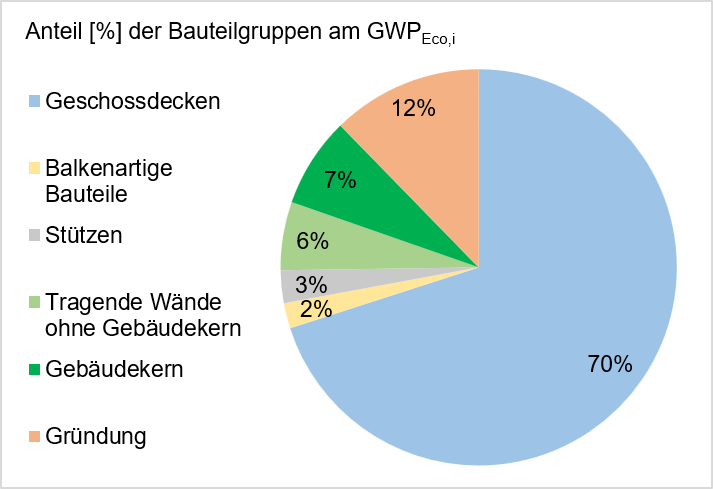 Anteil [%] der Bauteilgruppen am GWPEco,i
Geschossdecken
Balkenartige
Bauteile
Stützen
Tragende Wände
ohne Gebäudekern
Gebäudekern
Gründung
12%
7%
6%
3%
2%
70%